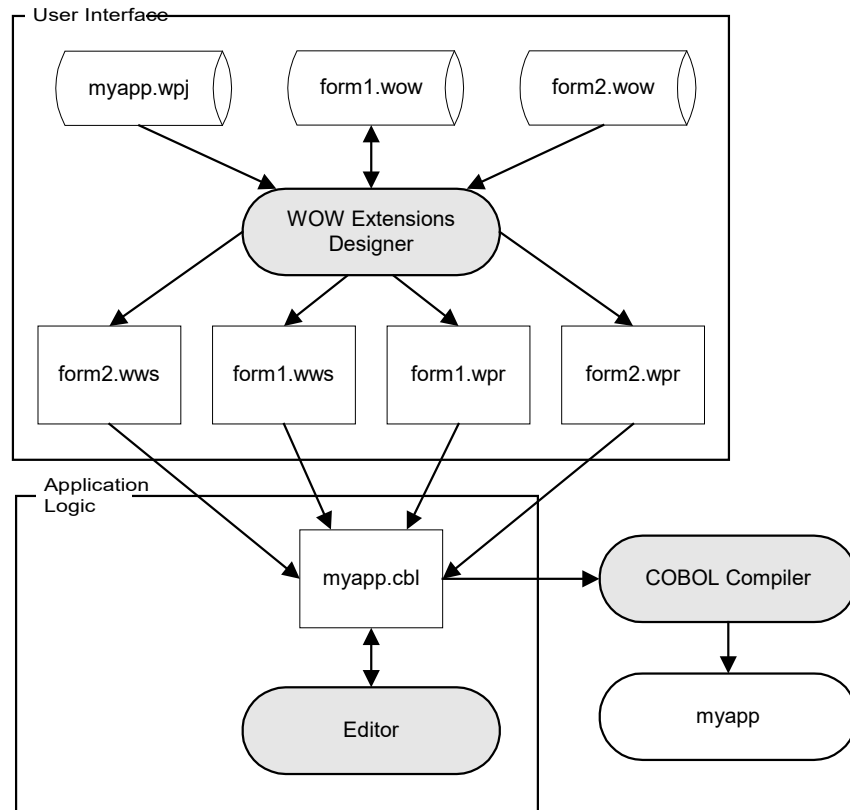 User Interface
myapp.wpj
form1.wow
form2.wow
WOW Extensions
Designer
form2.wws
form1.wws
form1.wpr
form2.wpr
Application
Logic
myapp.cbl
COBOL Compiler
Editor
myapp